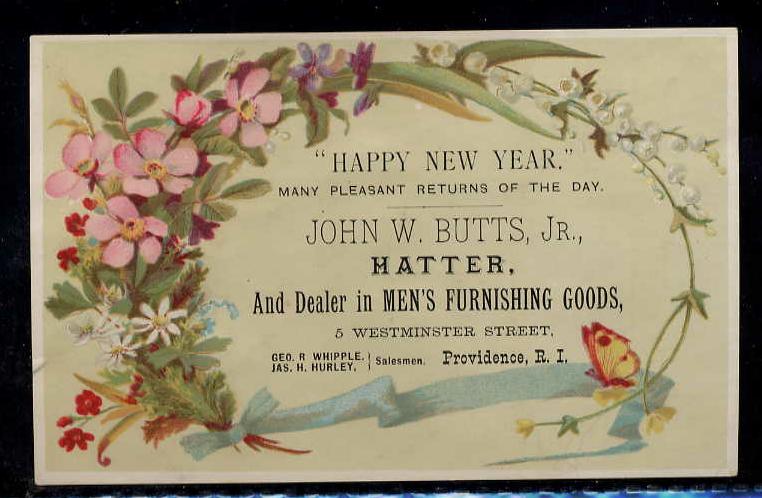 "HAPPY NEW YEAR."
MANY PLEASANT RETURNS OF THE DAY.
JOHN W. BUTTS, JR.,
HATTER,
And Dealer in MEN'S FURNISHING GOODS,
5 WESTMINSTER STREET,
GEO. R WHIPPLE, } Salesmen. Providence, R. I.
JAS. H. HURLEY,